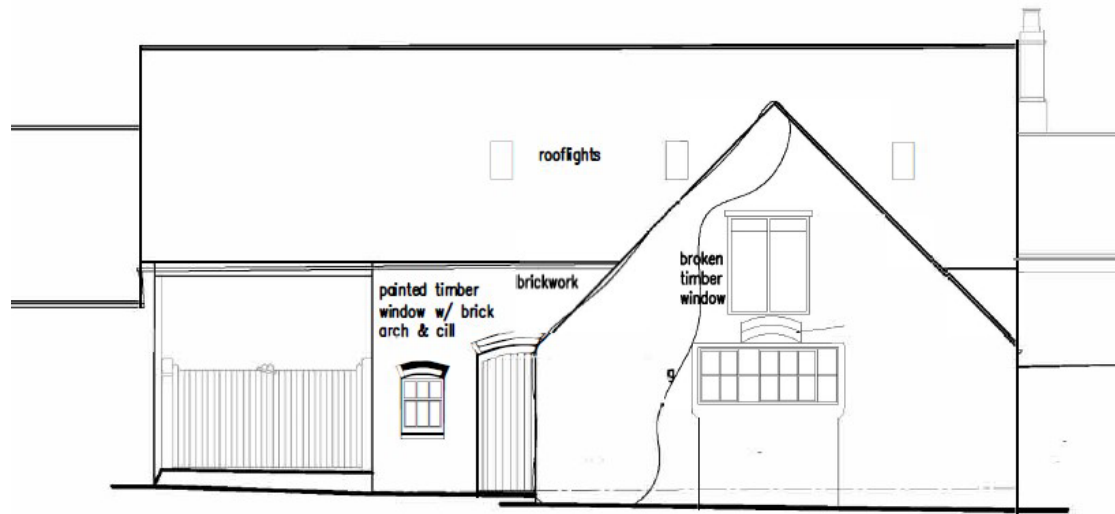 rooflights
brickwork
painted timber
window w/ brick
arch & cill
broken
timber
window
g